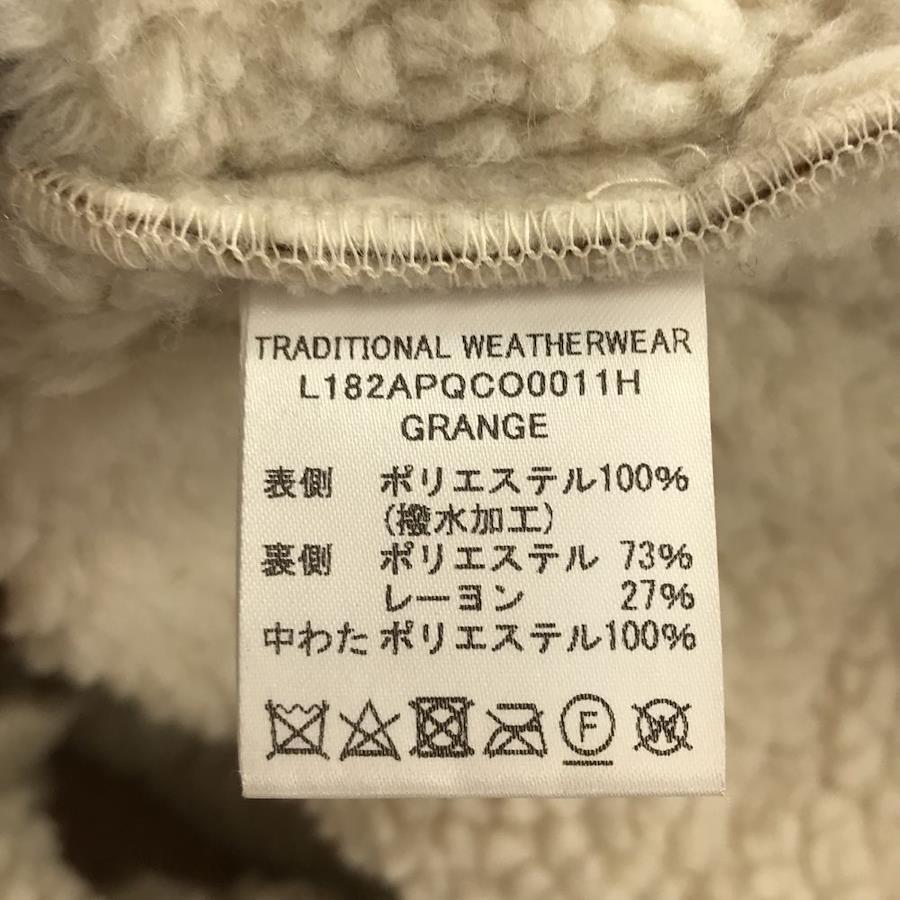 TRADITIONAL WEATHERWEAR
L182APQCO0011H
GRANGE
表側 ポリエステル100%
(撥水加工)
裏側 ポリエステル 73%
レーヨン 27%
中わた ポリエステル100%
F W